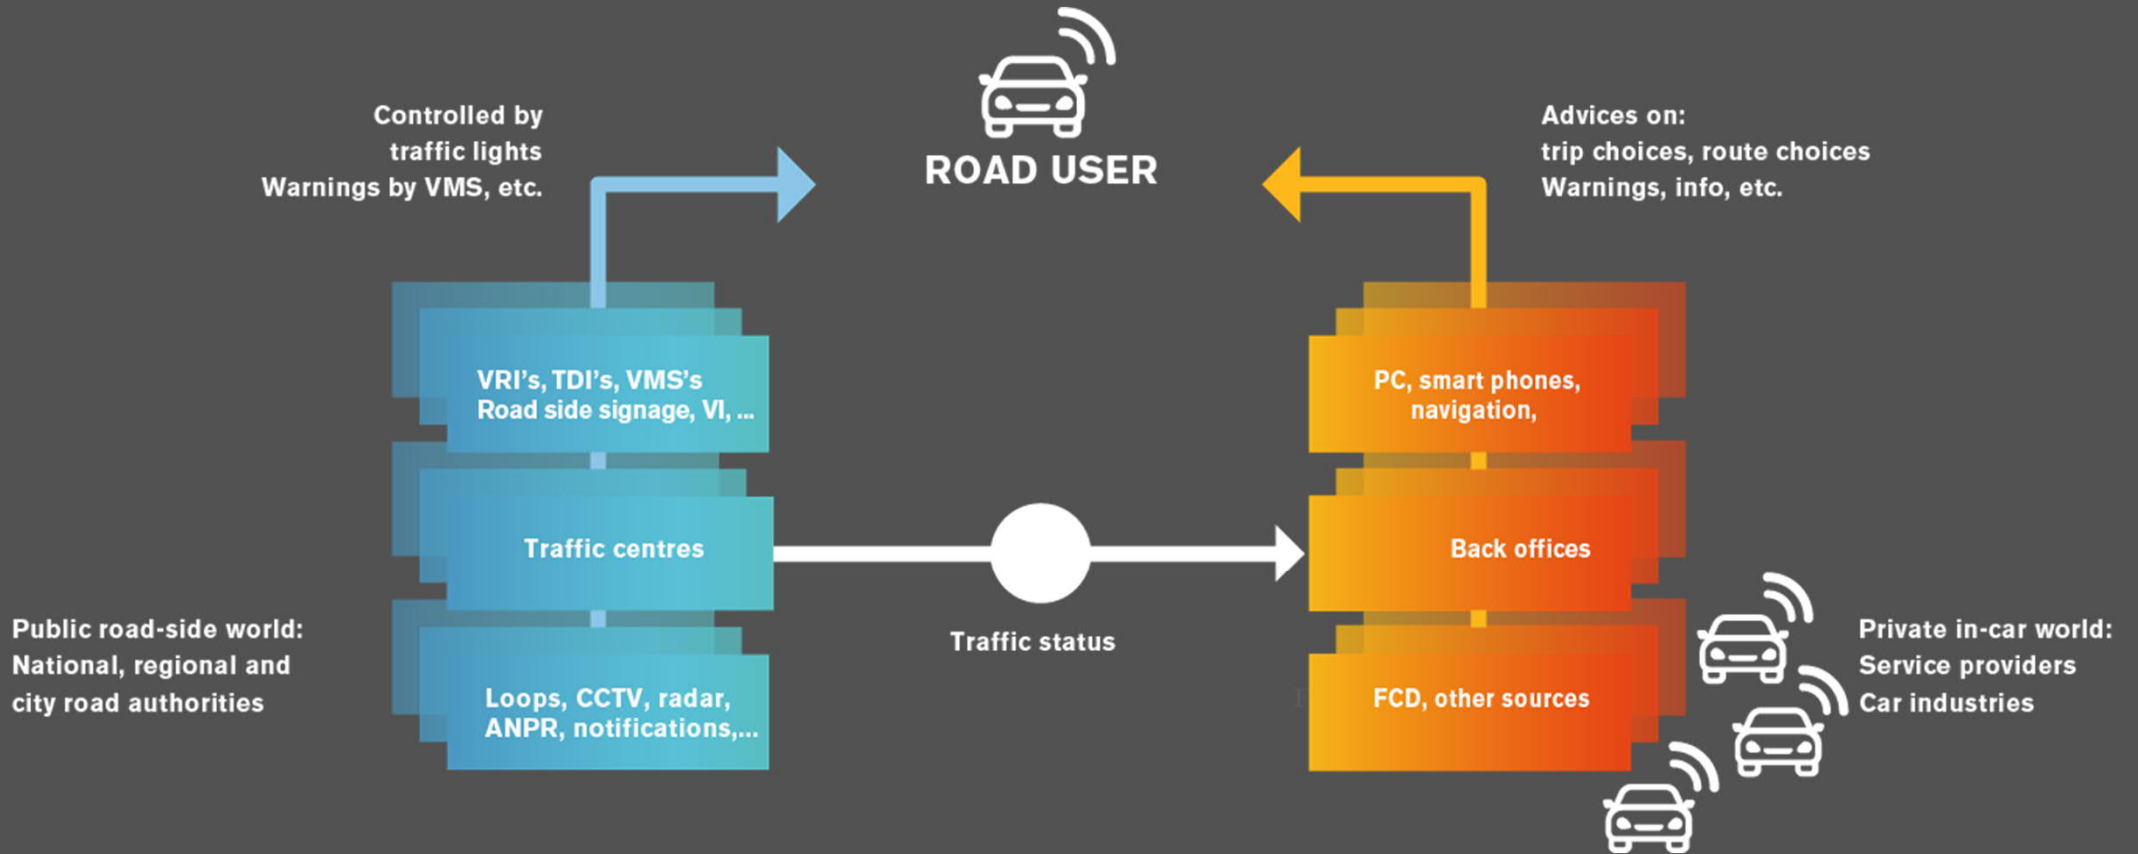 Controlled by
traffic lights
Warnings by VMS, etc.
ROAD USER
Advices on:
trip choices, route choices
Warnings, info, etc.
VRI's, TDI's, VMS's
Road side signage, VI, ...
PC, smart phones,
navigation,
Traffic centres
Back offices
Traffic status
Public road-side world:
National, regional and
city road authorities
Loops, CCTV, radar,
ANPR, notifications,...
FCD, other sources
Private in-car world:
Service providers
Car industries